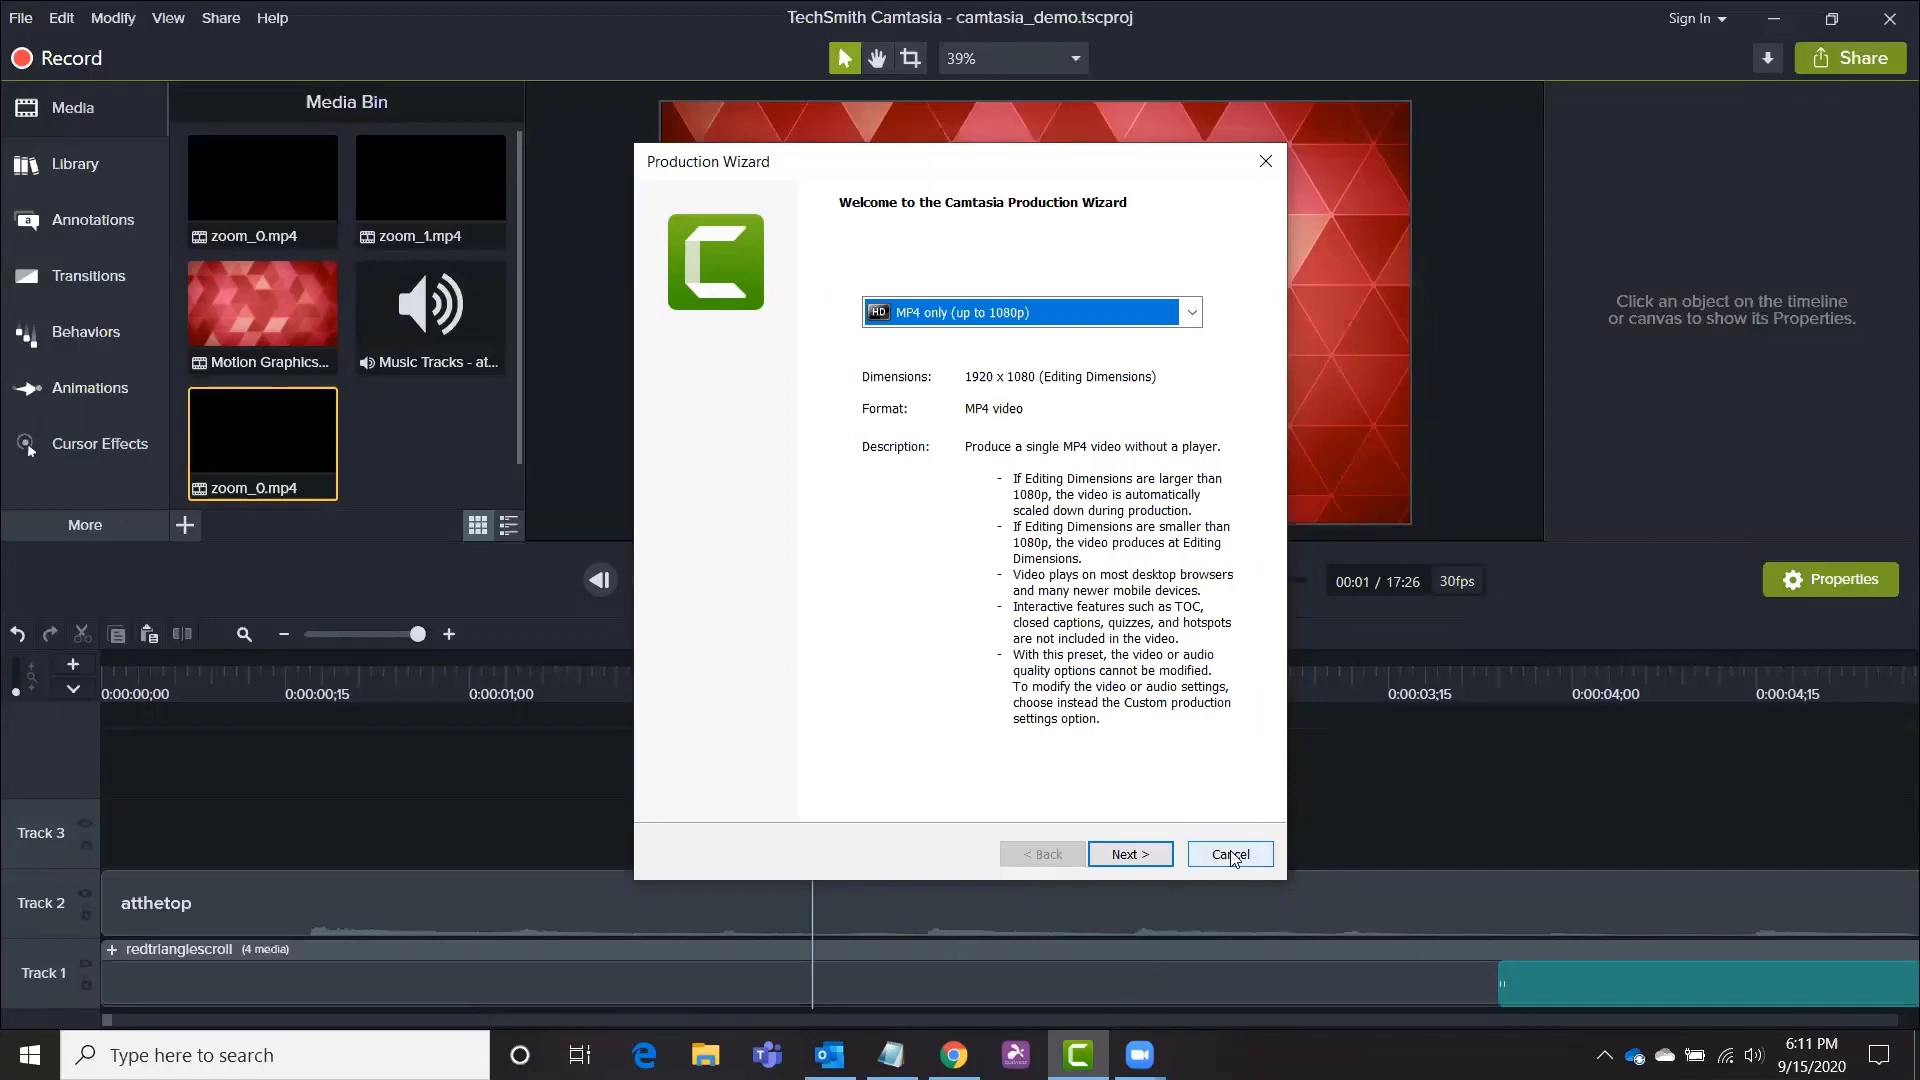 File Edit Modify View Share Help
TechSmith Camtasia - camtasia_demo.tscproj
Sign In
Record
39%
Share
Media
Library
Annotations
Transitions
Behaviors
Animations
Cursor Effects
More
Media Bin
zoom_0.mp4
zoom_1.mp4
Motion Graphics...
Music Tracks - at...
zoom_0.mp4
Production Wizard
Welcome to the Camtasia Production Wizard
HD MP4 only (up to 1080p)
Dimensions: 1920 x 1080 (Editing Dimensions)
Format: MP4 video
Description: Produce a single MP4 video without a player.
- If Editing Dimensions are larger than
1080p, the video is automatically
scaled down during production.
- If Editing Dimensions are smaller than
1080p, the video produces at Editing
Dimensions.
- Video plays on most desktop browsers
and many newer mobile devices.
- Interactive features such as TOC,
closed captions, quizzes, and hotspots
are not included in the video.
- With this preset, the video or audio
quality options cannot be modified.
To modify the video or audio settings,
choose instead the Custom production
settings option.
< Back Next > Cancel
Click an object on the timeline
or canvas to show its Properties.
00:01 / 17:26 30fps
Properties
0:00:00;00 0:00:00;15 0:00:01;00 0:00:03;15 0:00:04;00 0:00:04;15
Track 3
Track 2
atthetop
+ redtrianglescroll (4 media)
Track 1
Type here to search
6:11 PM
9/15/2020